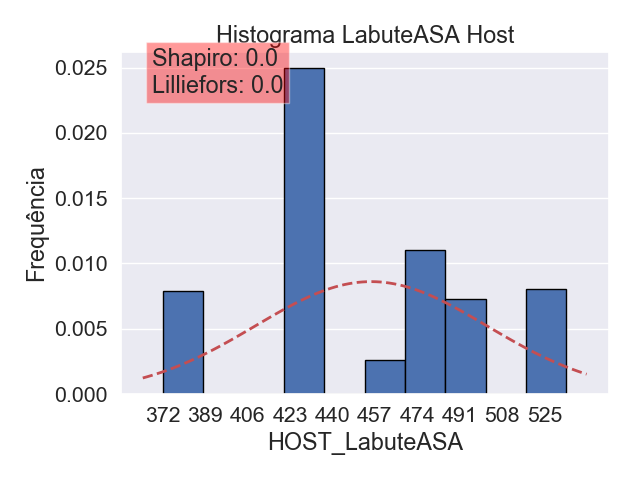 Histograma LabuteASA Host
Shapiro: 0.0
Lilliefors: 0.0
0.025
0.020
0.015
0.010
0.005
0.000
Frequência
372 389 406 423 440 457 474 491 508 525
HOST_LabuteASA